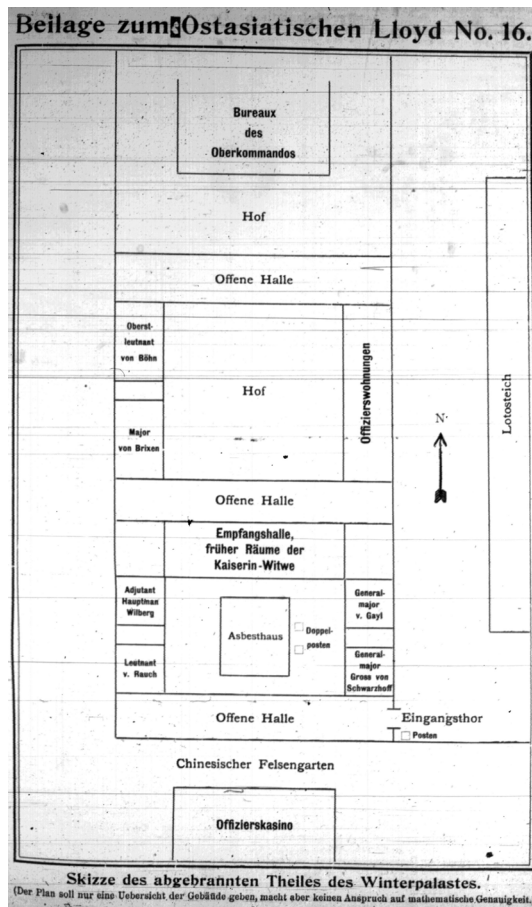 Beilage zum Ostasiatischen Lloyd No. 16.
Bureaux
des
Oberkommandos
Hof
Offene Halle
Oberst-
leutnant
von Böhn
Hof
Offizierswohnungen
N.
Lotosteich
Major
von Brixen
Offene Halle
Empfangshalle,
früher Räume der
Kaiserin-Witwe
Adjutant
Hauptman
Wilberg
General-
major
v. Gayl
Asbesthaus
Doppel-
posten
Leutnant
v. Rauch
General-
major
Gross von
Schwarzhoff
Offene Halle
Eingangsthor
Posten
Chinesischer Felsengarten
Offizierskasino
Skizze des abgebrannten Theiles des Winterpalastes.
(Der Plan soll nur eine Uebersicht der Gebäude geben, macht aber keinen Anspruch auf mathematische Genauigkeit.